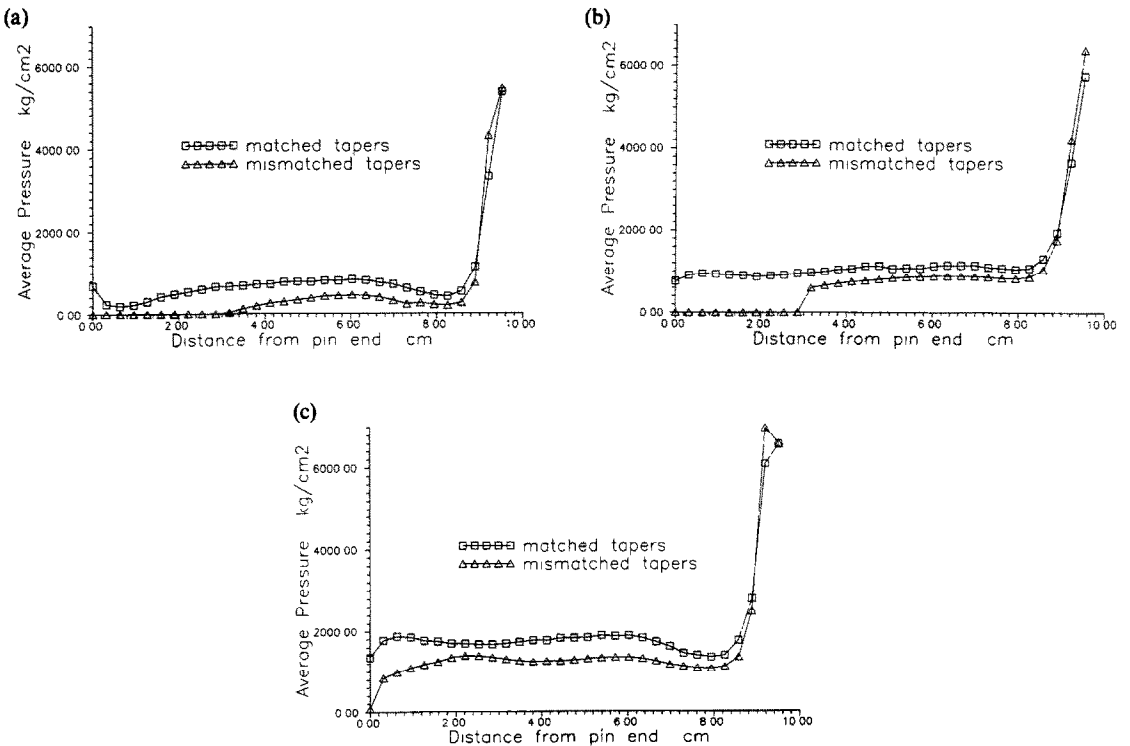 (a)
Average Pressure kg/cm2
6000 00
4000 00
2000 00
0 00
matched tapers
mismatched tapers
0 00 2 00 4 00 6 00 8 00 10 00
Distance from pin end cm
(b)
Average Pressure kg/cm2
6000 00
4000 00
2000 00
0 00
matched tapers
mismatched tapers
0 00 2 00 4 00 6 00 8 00 10 00
Distance from pin end cm
(c)
Average Pressure kg/cm2
6000 00
4000 00
2000 00
0 00
matched tapers
mismatched tapers
0 00 2 00 4 00 6 00 8 00 10 00
Distance from pin end cm